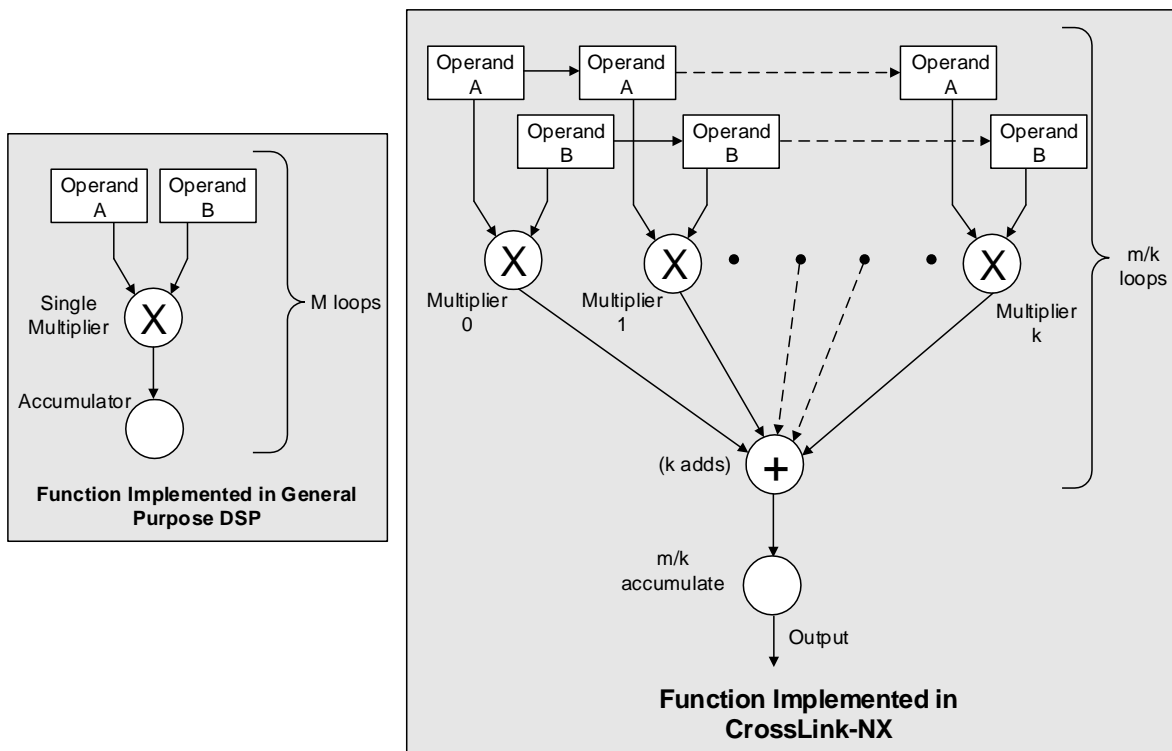 Operand
A
Operand
B
Single
Multiplier
X
M loops
Accumulator
Function Implemented in General
Purpose DSP
Operand
A
Operand
A
Operand
A
Operand
B
Operand
B
Operand
B
X
X
X
Multiplier
0
Multiplier
1
Multiplier
k
m/k
loops
(k adds)
+
m/k
accumulate
Output
Function Implemented in
CrossLink-NX